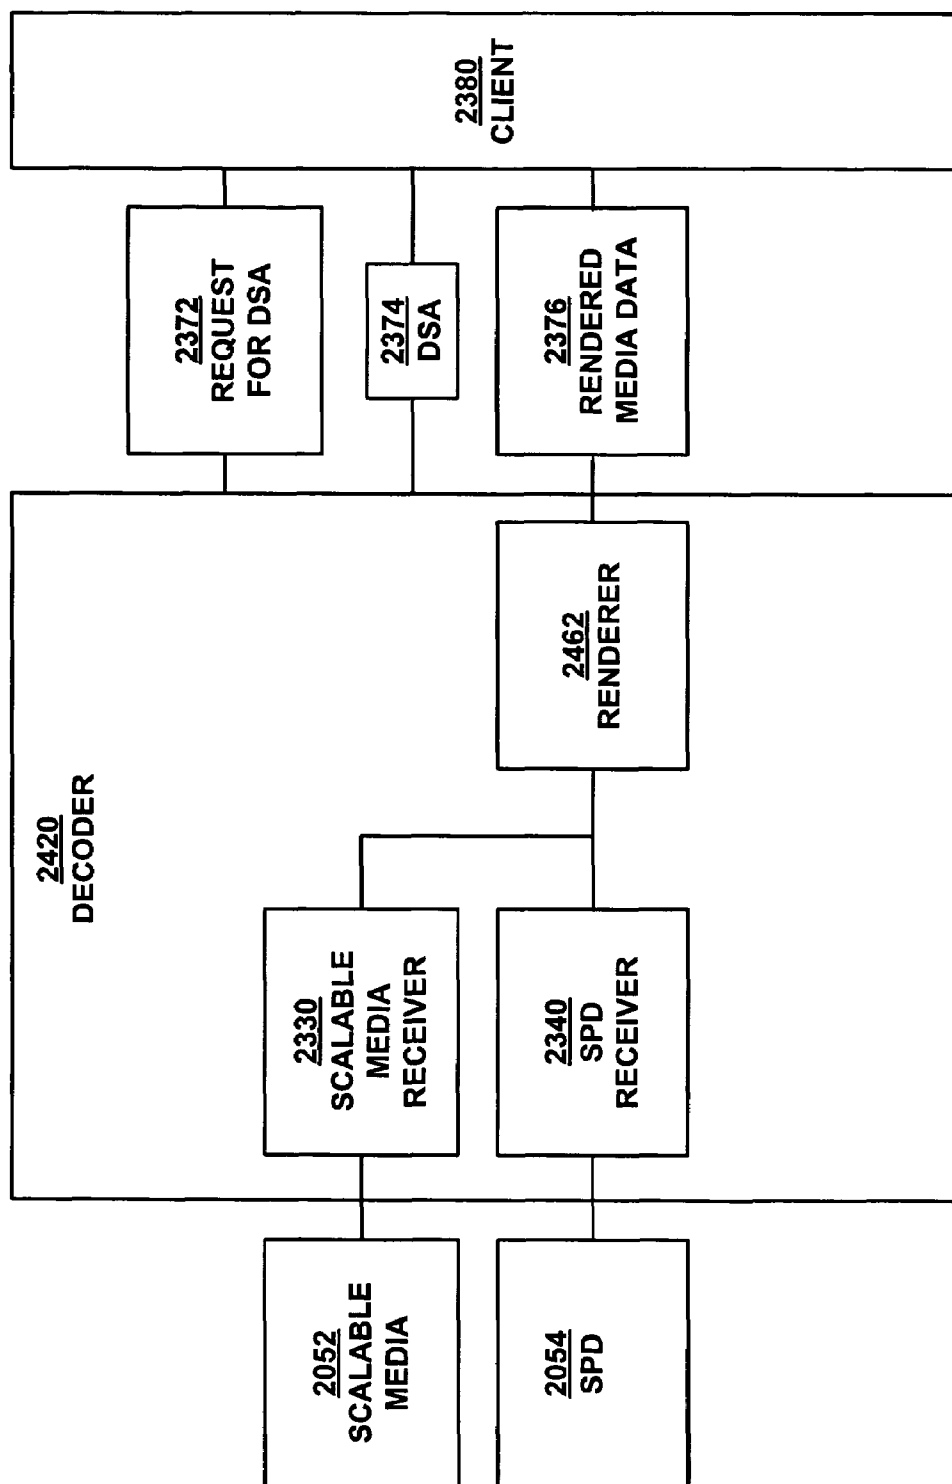 2420
DECODER
2052
SCALABLE
MEDIA
2330
SCALABLE
MEDIA
RECEIVER
2372
REQUEST
FOR DSA
2374
DSA
2380
CLIENT
2054
SPD
2340
SPD
RECEIVER
2462
RENDERER
2376
RENDERED
MEDIA DATA